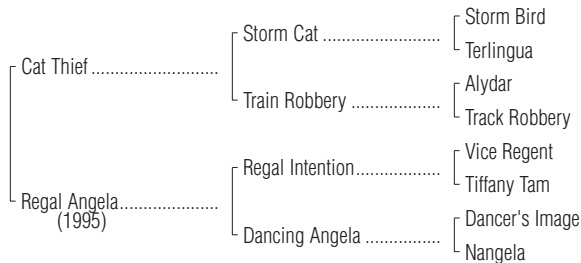 Storm Bird
Storm Cat ........................
Terlingua
Cat Thief ..........................
Alydar
Train Robbery ..................
Track Robbery
Vice Regent
Regal Intention.................
Tiffany Tam
Regal Angela....................
(1995)
Dancer's Image
Dancing Angela ...............
Nangela